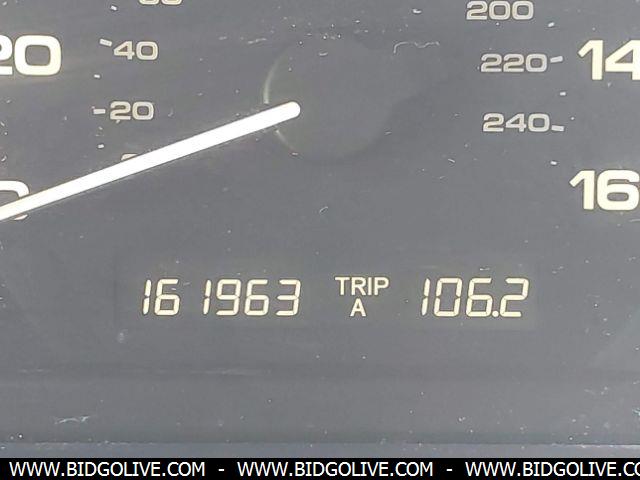 200
20 40 220 14
20 240
16
161963 TRIP A 106.2
WWW.BIDGOLIVE.COM - WWW.BIDGOLIVE.COM - WWW.BIDGOLIVE.COM